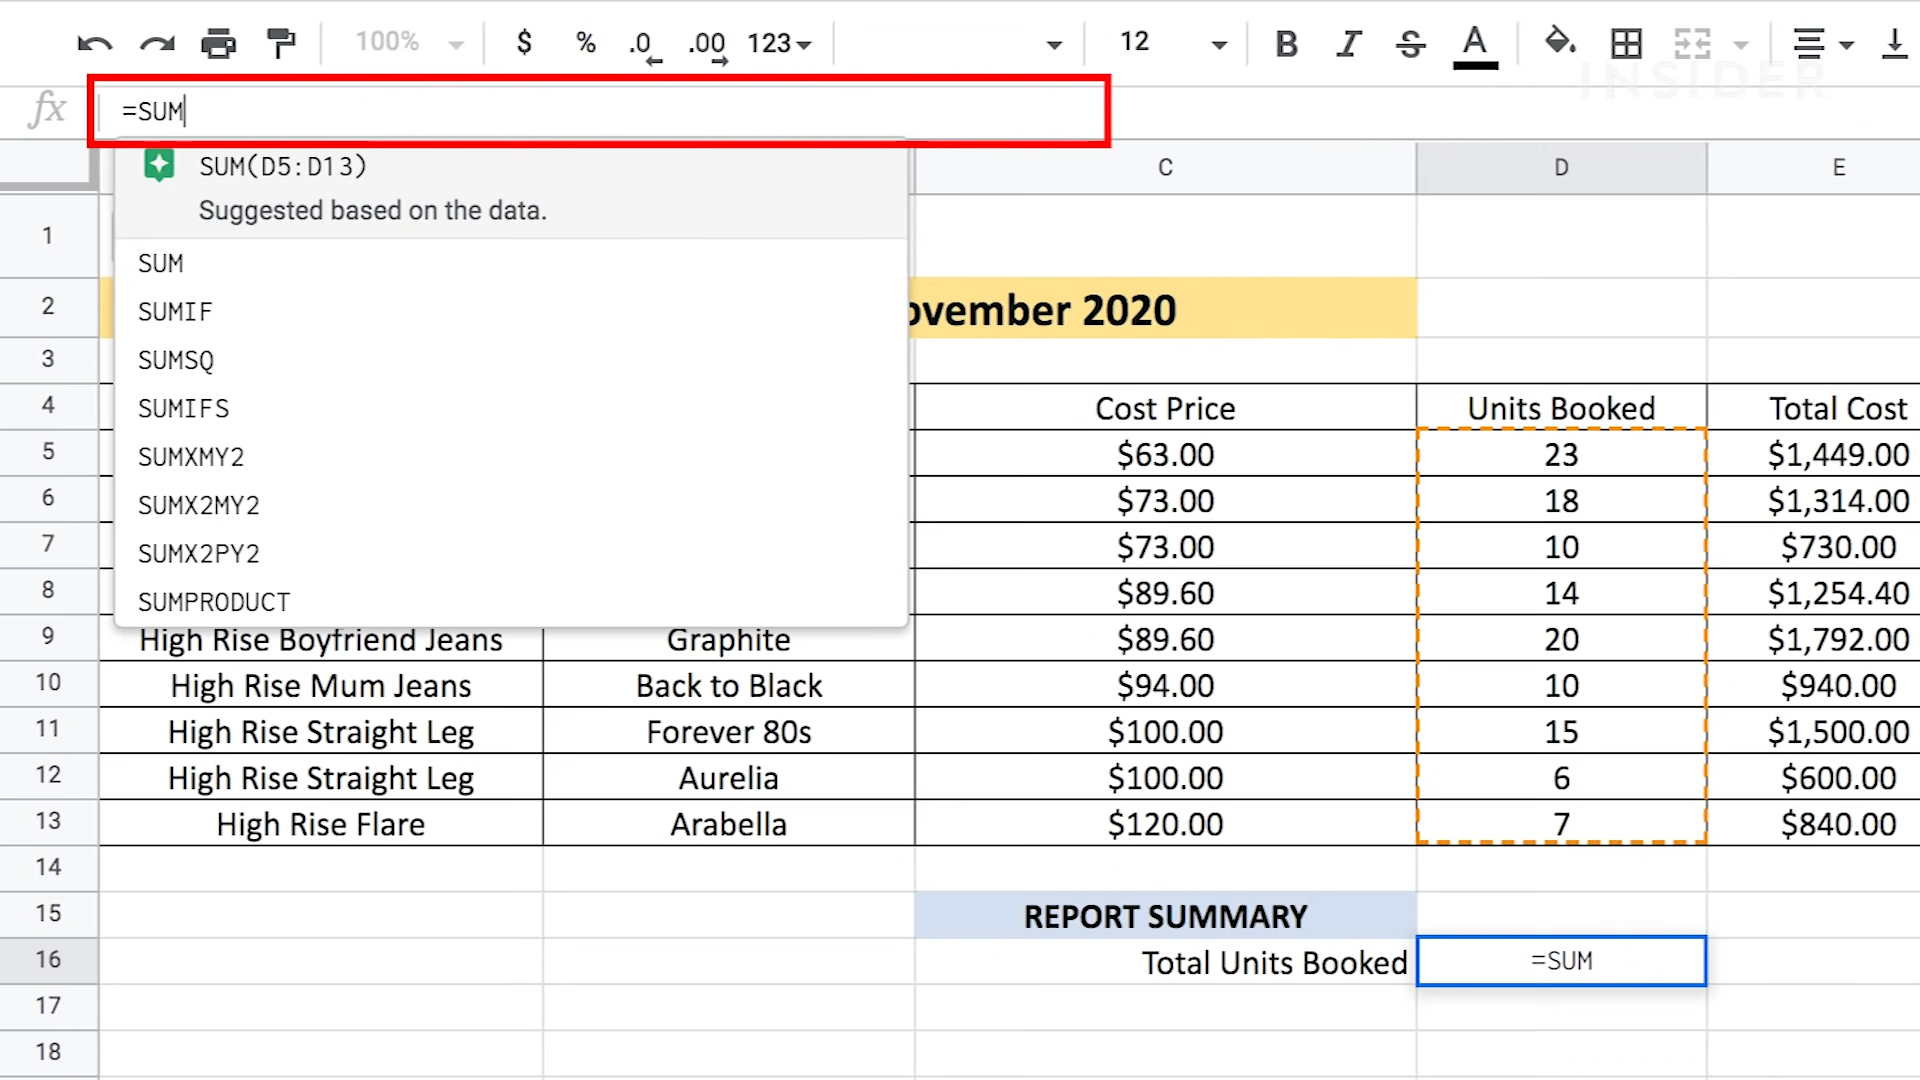 100% $ % .0 .00 123 12 B I S A
INSIDER
fx =SUM
SUM(D5:D13)
Suggested based on the data.
SUM
SUMIF
SUMSQ
SUMIFS
SUMXMY2
SUMX2MY2
SUMX2PY2
SUMPRODUCT
C D E
1
2 ovember 2020
3
4 Cost Price Units Booked Total Cost
5 $63.00 23 $1,449.00
6 $73.00 18 $1,314.00
7 $73.00 10 $730.00
8 $89.60 14 $1,254.40
9 High Rise Boyfriend Jeans Graphite $89.60 20 $1,792.00
10 High Rise Mum Jeans Back to Black $94.00 10 $940.00
11 High Rise Straight Leg Forever 80s $100.00 15 $1,500.00
12 High Rise Straight Leg Aurelia $100.00 6 $600.00
13 High Rise Flare Arabella $120.00 7 $840.00
14
15 REPORT SUMMARY
16 Total Units Booked =SUM
17
18